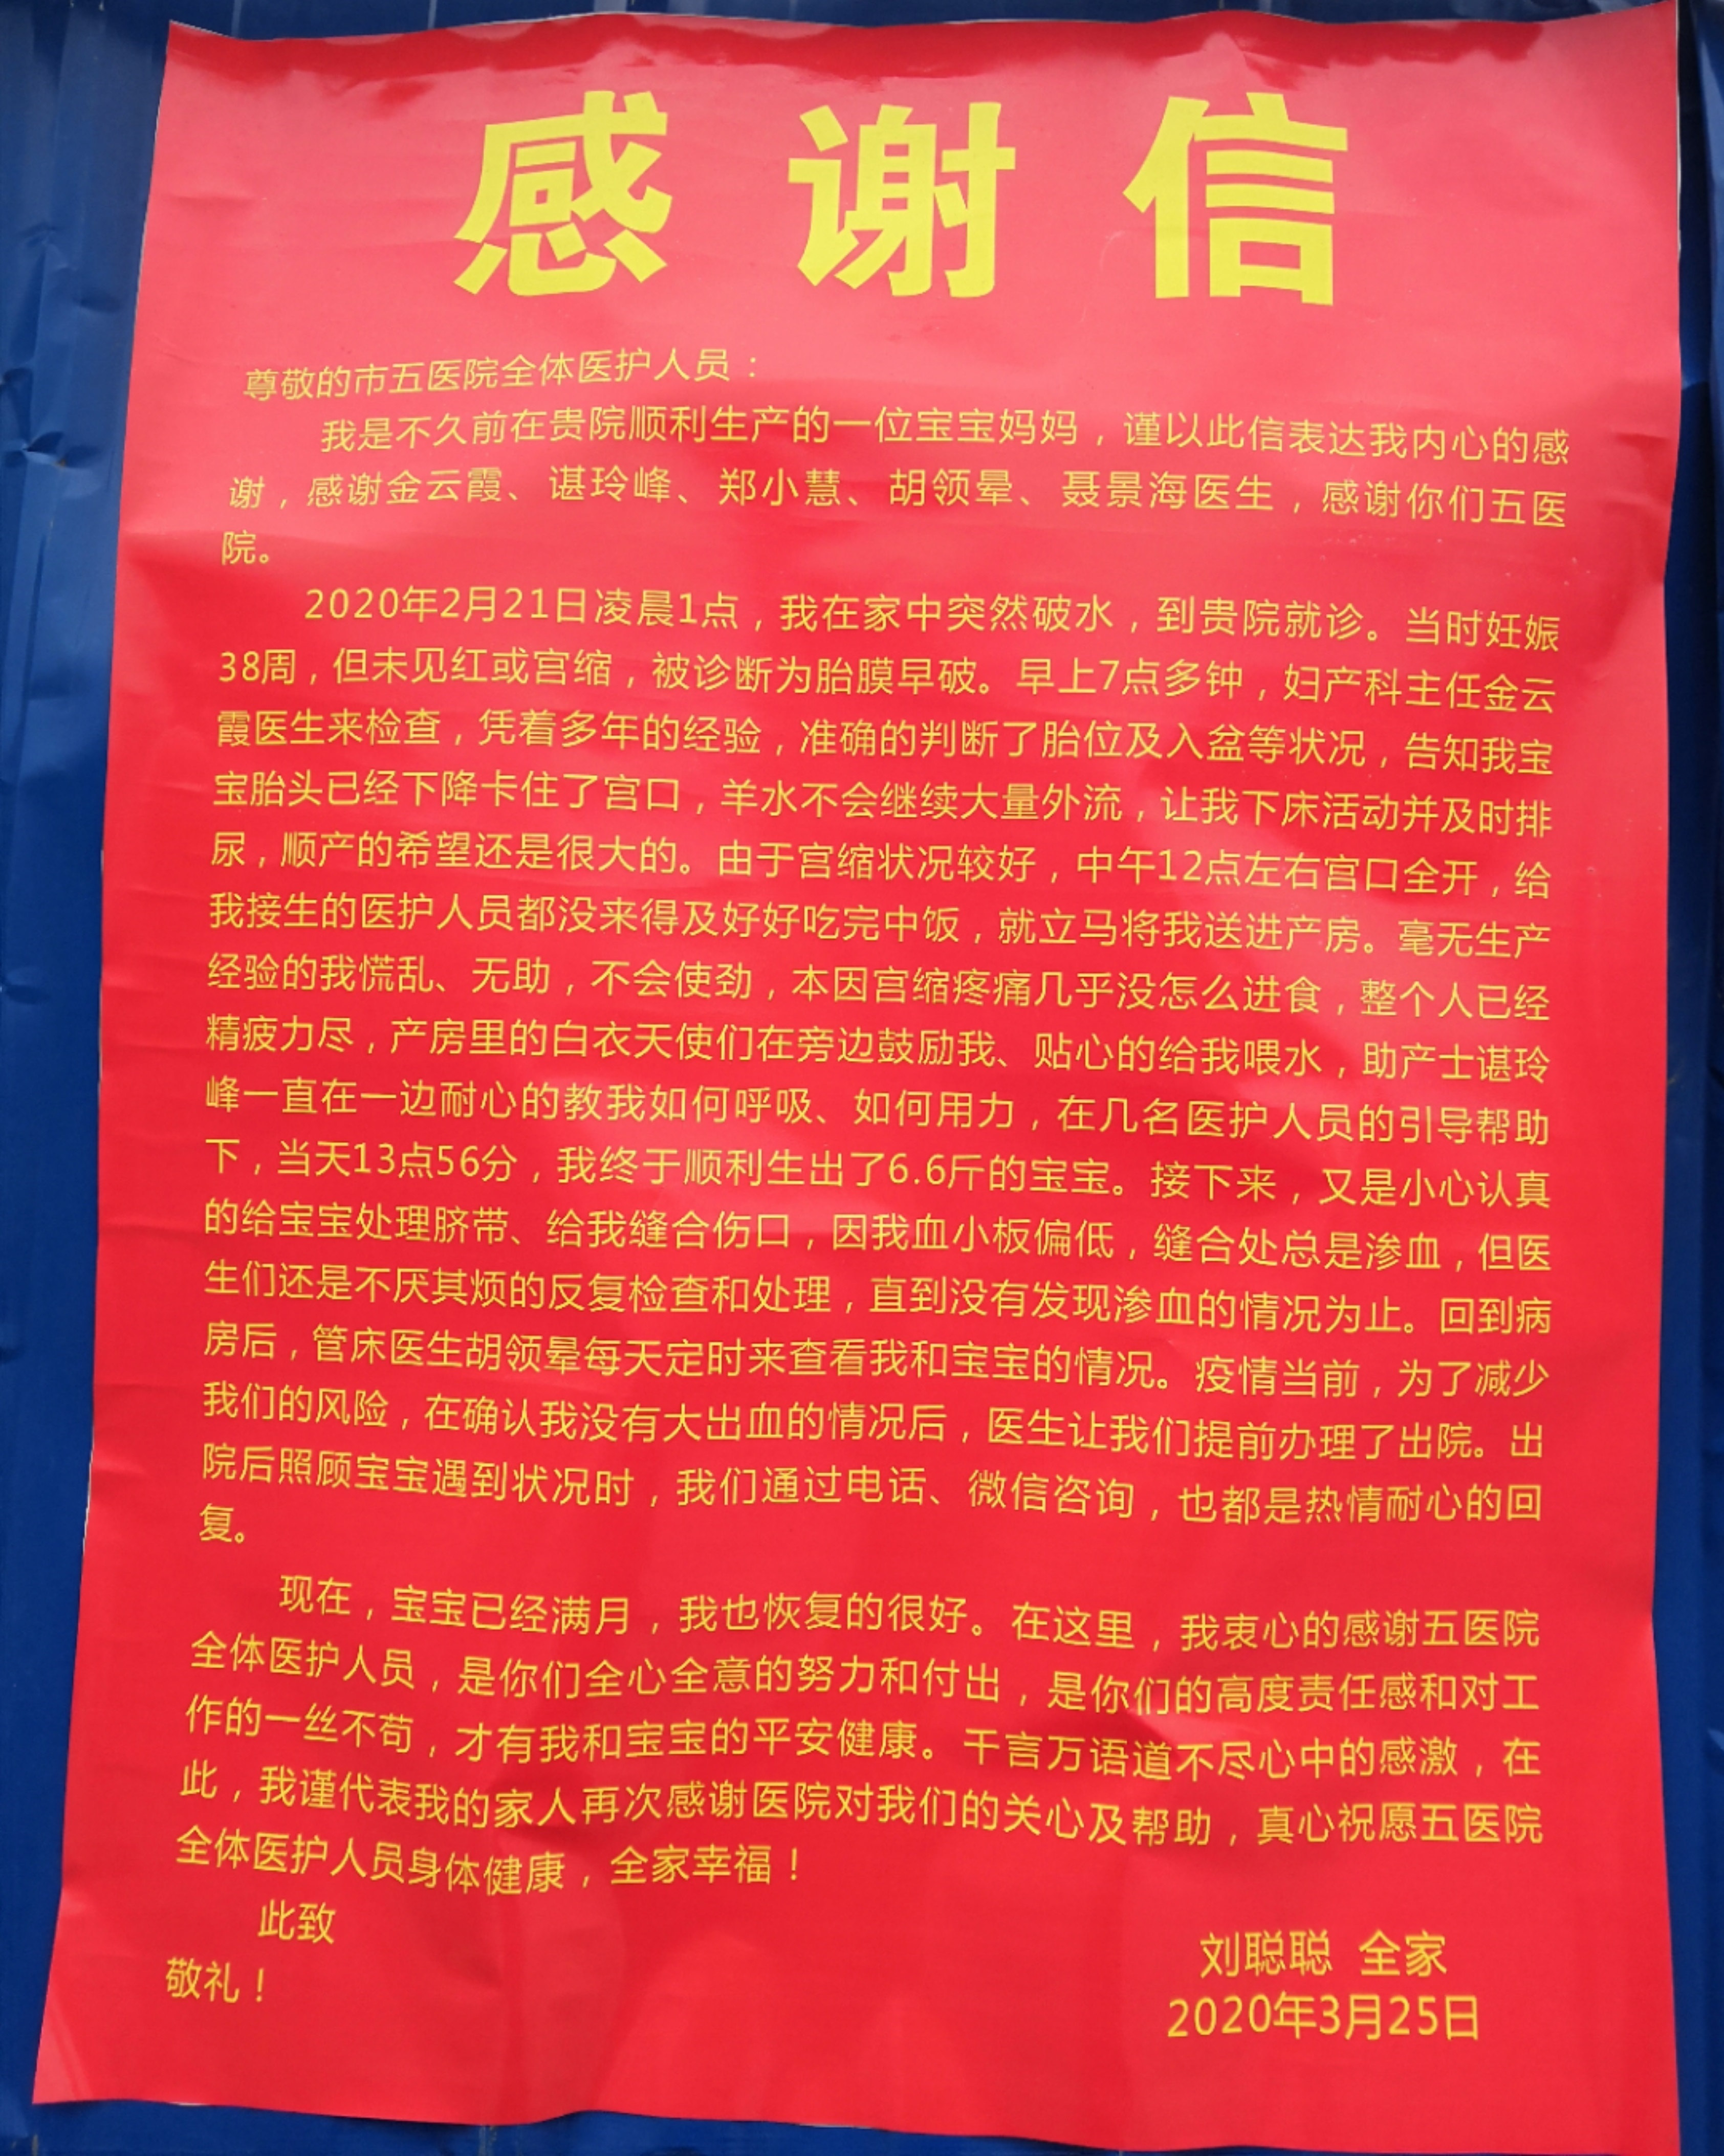 感谢信
尊敬的市五医院全体医护人员：
我是不久前在贵院顺利生产的一位宝宝妈妈，谨以此信表达我内心的感
谢，感谢金云霞、谌玲峰、郑小慧、胡领晕、聂景海医生，感谢你们五医
院。
2020年2月21日凌晨1点，我在家中突然破水，到贵院就诊。当时妊娠
38周，但未见红或宫缩，被诊断为胎膜早破。早上7点多钟，妇产科主任金云
霞医生来检查，凭着多年的经验，准确的判断了胎位及入盆等状况，告知我宝
宝胎头已经下降卡住了宫口，羊水不会继续大量外流，让我下床活动并及时排
尿，顺产的希望还是很大的。由于宫缩状况较好，中午12点左右宫口全开，给
我接生的医护人员都没来得及好好吃完中饭，就立马将我送进产房。毫无生产
经验的我慌乱、无助，不会使劲，本因宫缩疼痛几乎没怎么进食，整个人已经
精疲力尽，产房里的白衣天使们在旁边鼓励我、贴心的给我喂水，助产士谌玲
峰一直在一边耐心的教我如何呼吸、如何用力，在几名医护人员的引导帮助
下，当天13点56分，我终于顺利生出了6.6斤的宝宝。接下来，又是小心认真
的给宝宝处理脐带、给我缝合伤口，因我血小板偏低，缝合处总是渗血，但医
生们还是不厌其烦的反复检查和处理，直到没有发现渗血的情况为止。回到病
房后，管床医生胡领晕每天定时来查看我和宝宝的情况。疫情当前，为了减少
我们的风险，在确认我没有大出血的情况后，医生让我们提前办理了出院。出
院后照顾宝宝遇到状况时，我们通过电话、微信咨询，也都是热情耐心的回
复。
现在，宝宝已经满月，我也恢复的很好。在这里，我衷心的感谢五医院
全体医护人员，是你们全心全意的努力和付出，是你们的高度责任感和对工
作的一丝不苟，才有我和宝宝的平安健康。千言万语道不尽心中的感激，在
此，我谨代表我的家人再次感谢医院对我们的关心及帮助，真心祝愿五医院
全体医护人员身体健康，全家幸福！
此致
敬礼！
刘聪聪 全家
2020年3月25日